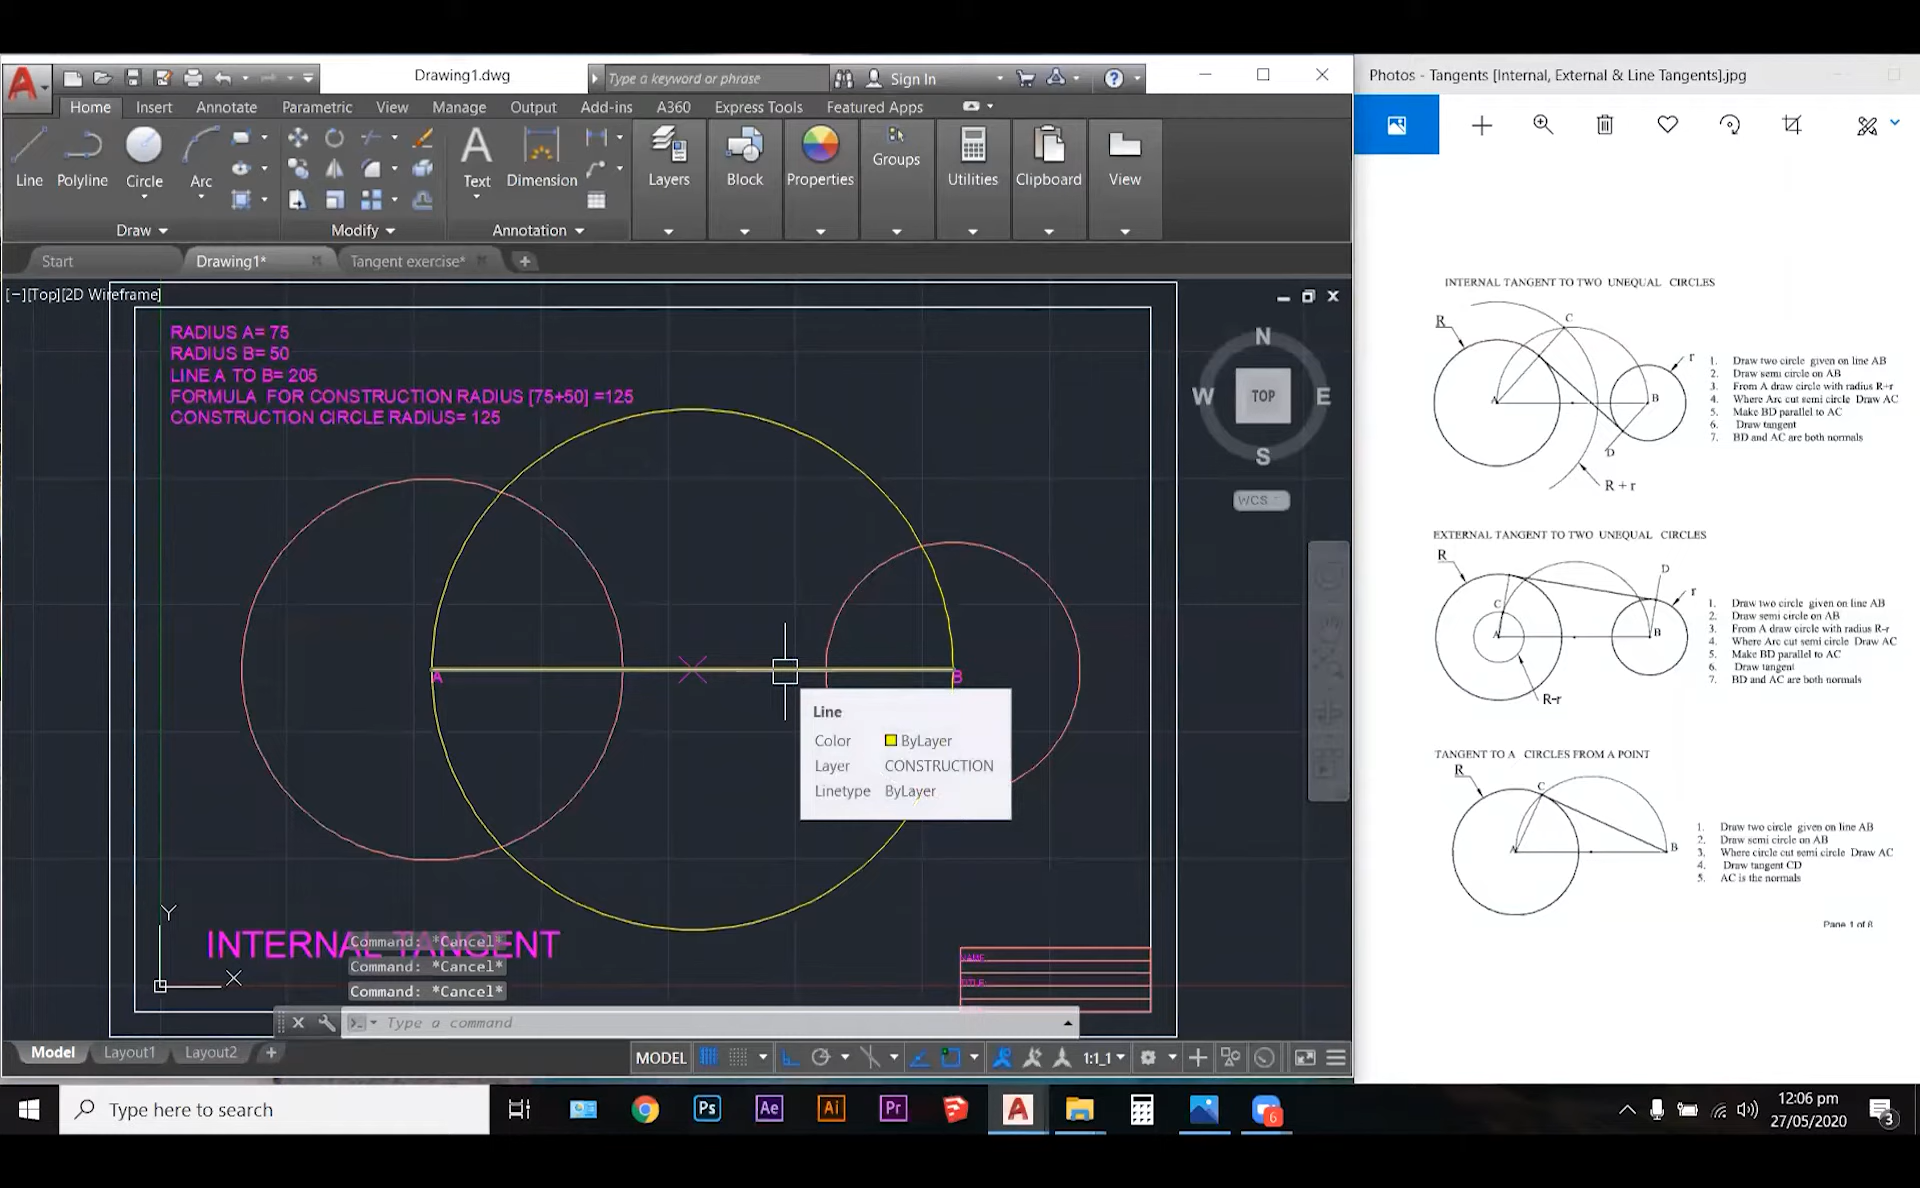 Drawing1.dwg
Type a keyword or phrase
Sign In
Home Insert Annotate Parametric View Manage Output Add-ins A360 Express Tools Featured Apps
Line Polyline Circle Arc
Text Dimension
Layers Block Properties Groups Utilities Clipboard View
Draw Modify Annotation
Start Drawing1* Tangent exercise*
[−][Top][2D Wireframe]
RADIUS A= 75
RADIUS B= 50
LINE A TO B= 205
FORMULA FOR CONSTRUCTION RADIUS [75+50] =125
CONSTRUCTION CIRCLE RADIUS= 125
N
W TOP E
S
WCS
A B
Line
Color ByLayer
Layer CONSTRUCTION
Linetype ByLayer
Y
X
INTERNAL TANGENT
Command: *Cancel*
Command: *Cancel*
Command: *Cancel*
NAME
TITLE
Type a command
Model Layout1 Layout2
MODEL 1:1_1
Photos - Tangents [Internal, External & Line Tangents].jpg
INTERNAL TANGENT TO TWO UNEQUAL CIRCLES
R
C
r
A
B
D
R + r
1. Draw two circle given on line AB
2. Draw semi circle on AB
3. From A draw circle with radius R+r
4. Where Arc cut semi circle Draw AC
5. Make BD parallel to AC
6. Draw tangent
7. BD and AC are both normals
EXTERNAL TANGENT TO TWO UNEQUAL CIRCLES
R
D
r
C
A
B
R-r
1. Draw two circle given on line AB
2. Draw semi circle on AB
3. From A draw circle with radius R-r
4. Where Arc cut semi circle Draw AC
5. Make BD parallel to AC
6. Draw tangent
7. BD and AC are both normals
TANGENT TO A CIRCLES FROM A POINT
R
C
A
B
1. Draw two circle given on line AB
2. Draw semi circle on AB
3. Where circle cut semi circle Draw AC
4. Draw tangent CD
5. AC is the normals
Page 1 of 8
Type here to search
Ps Ae Ai Pr
6
12:06 pm
27/05/2020
3